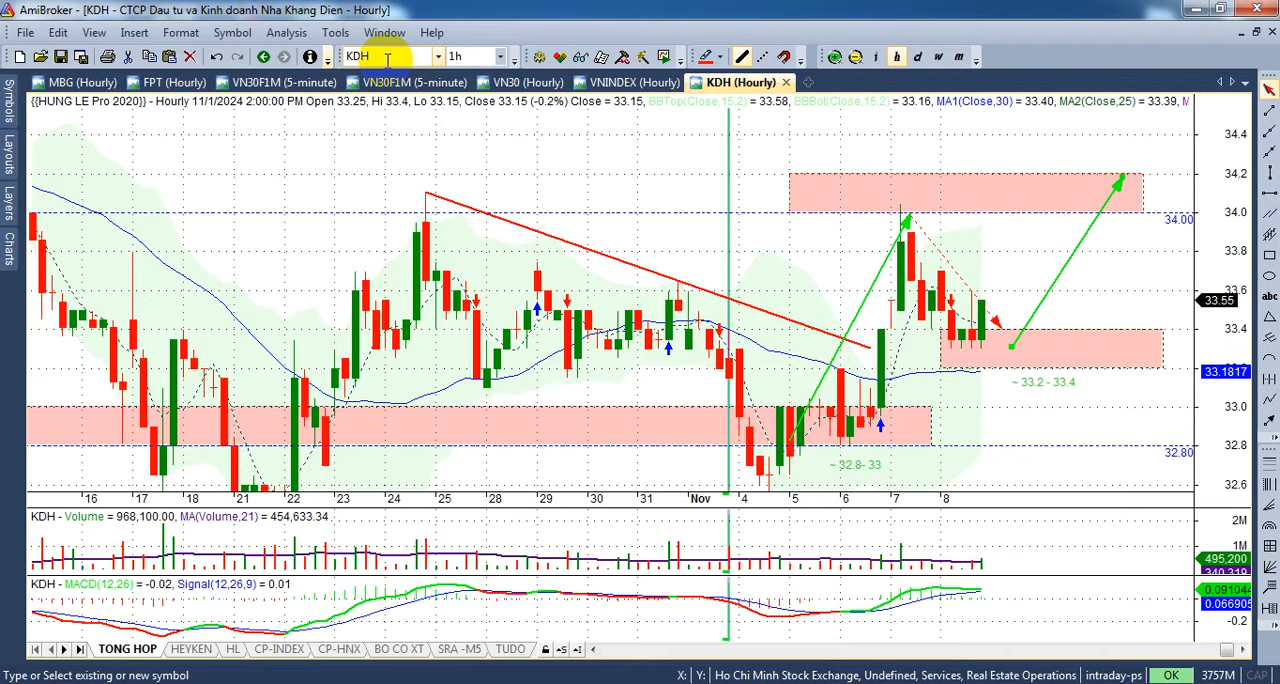 AmiBroker - [KDH - CTCP Dau tu va Kinh doanh Nha Khang Dien - Hourly]
File Edit View Insert Format Symbol Analysis Tools Window Help
KDH 1h i h d w m
MBG (Hourly) FPT (Hourly) VN30F1M (5-minute) VN30F1M (5-minute) VN30 (Hourly) VNINDEX (Hourly) KDH (Hourly)
Symbols
Layouts
Layers
Charts
{{HUNG LE Pro 2020}} - Hourly 11/1/2024 2:00:00 PM Open 33.25, Hi 33.4, Lo 33.15, Close 33.15 (-0.2%) Close = 33.15, BBTop(Close,15,2) = 33.58, BBBot(Close,15,2) = 33.16, MA1(Close,30) = 33.40, MA2(Close,25) = 33.39, M
34.4
34.2
34.00
34.0
33.8
33.6
33.55
33.4
33.1817
33.0
32.8
32.80
32.6
~ 33.2 - 33.4
~ 32.8- 33
16 17 18 21 22 23 24 25 28 29 30 31 Nov 4 5 6 7 8
KDH - Volume = 968,100.00, MA(Volume,21) = 454,633.34
2M
1M
495,200
340,319
KDH - MACD(12,26) = -0.02, Signal(12,26,9) = 0.01
0.091044
0.066905
-0.2
abc
TONG HOP HEYKEN HL CP-INDEX CP-HNX BO CO XT SRA -M5 TUDO
Type or Select existing or new symbol X: Y: Ho Chi Minh Stock Exchange, Undefined, Services, Real Estate Operations intraday-ps OK 3757M CAP